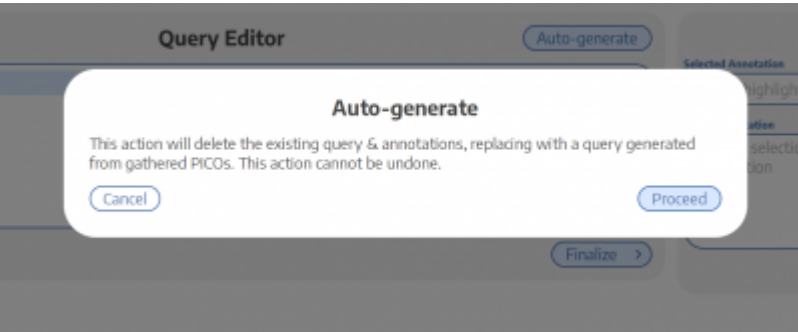 Query Editor
Auto-generate
Selected Annotation
Auto-generate
This action will delete the existing query & annotations, replacing with a query generated
from gathered PICOs. This action cannot be undone.
Cancel
Proceed
Finalize